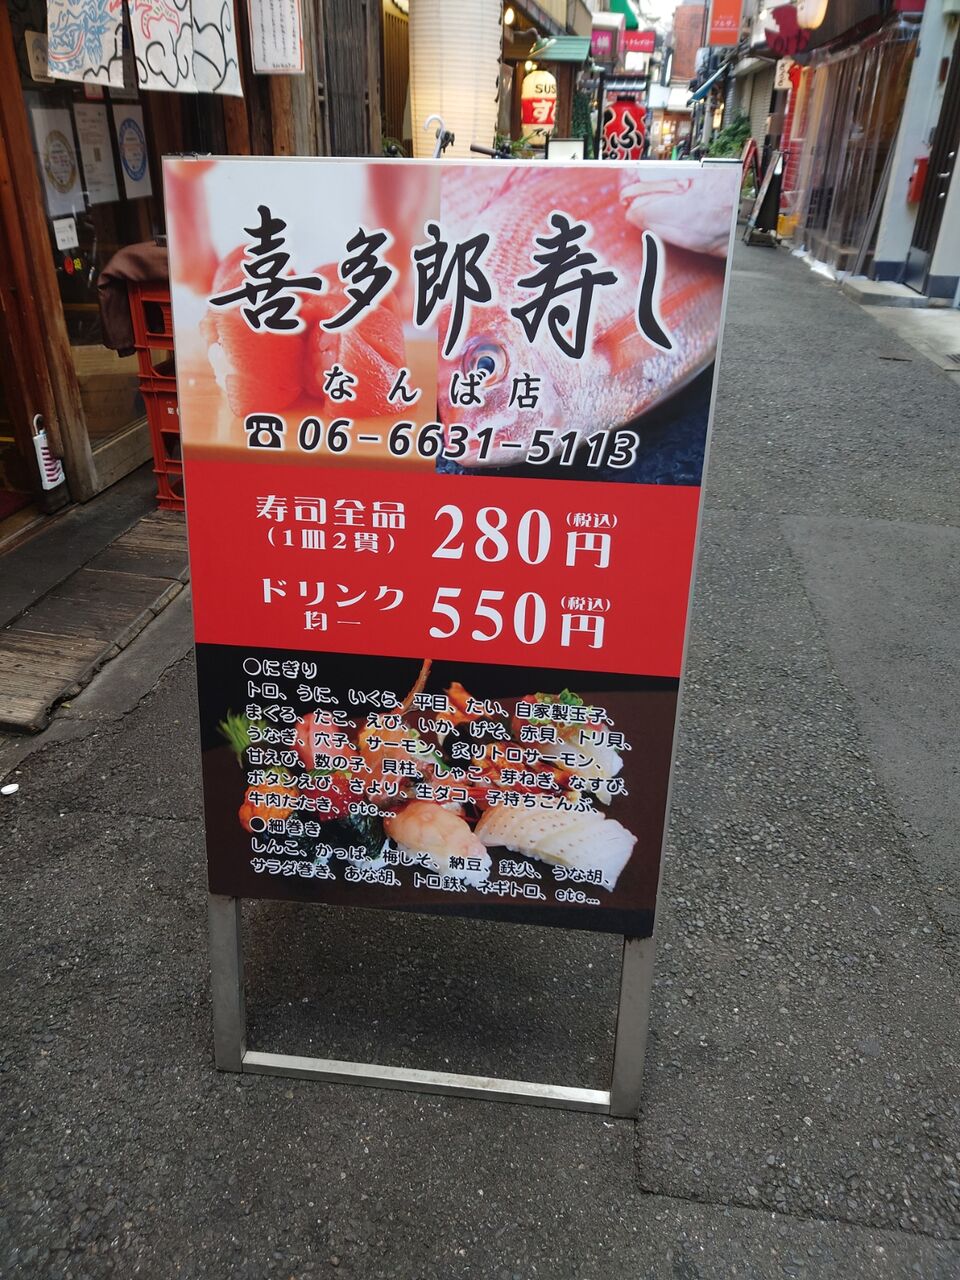 SUS
す
ふ
喜多郎寿し
なんば店
☎06-6631-5113
寿司全品 280円(税込)
(1皿2貫)
ドリンク 550円(税込)
均一
●にぎり
トロ、うに、いくら、平目、たい、自家製玉子、
まぐろ、たこ、えび、いか、げそ、赤貝、トリ貝、
うなぎ、穴子、サーモン、炙りトロサーモン、
甘えび、数の子、貝柱、しゃこ、芽ねぎ、なすび、
ボタンえび、さより、生ダコ、子持ちこんぶ、
牛肉たたき、etc...
●細巻き
しんこ、かっぱ、梅しそ、納豆、鉄火、うな胡、
サラダ巻き、あな胡、トロ鉄、ネギトロ、etc...